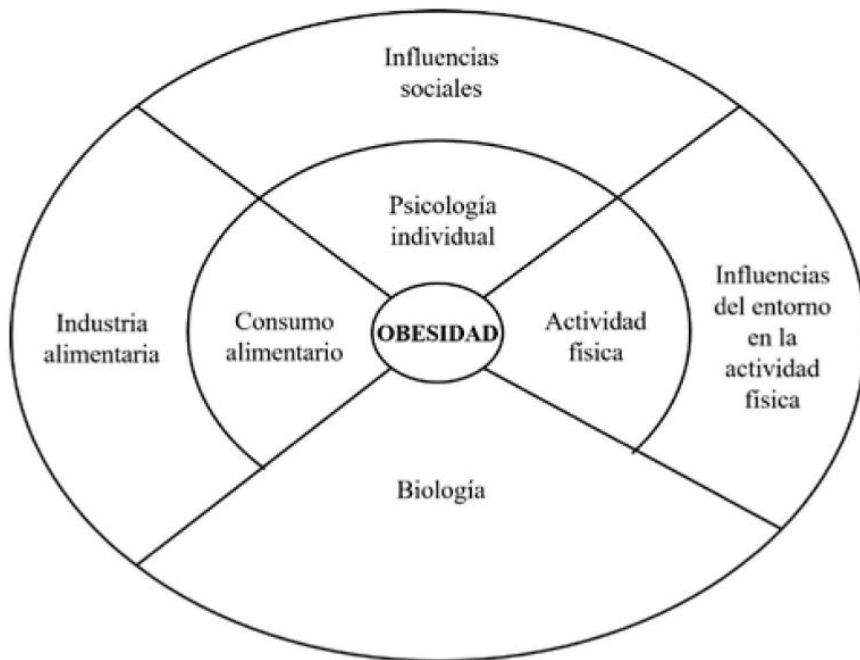 Influencias
sociales
Psicología
individual
Industria
alimentaria
Consumo
alimentario
OBESIDAD
Actividad
física
Influencias
del entorno
en la
actividad
física
Biología